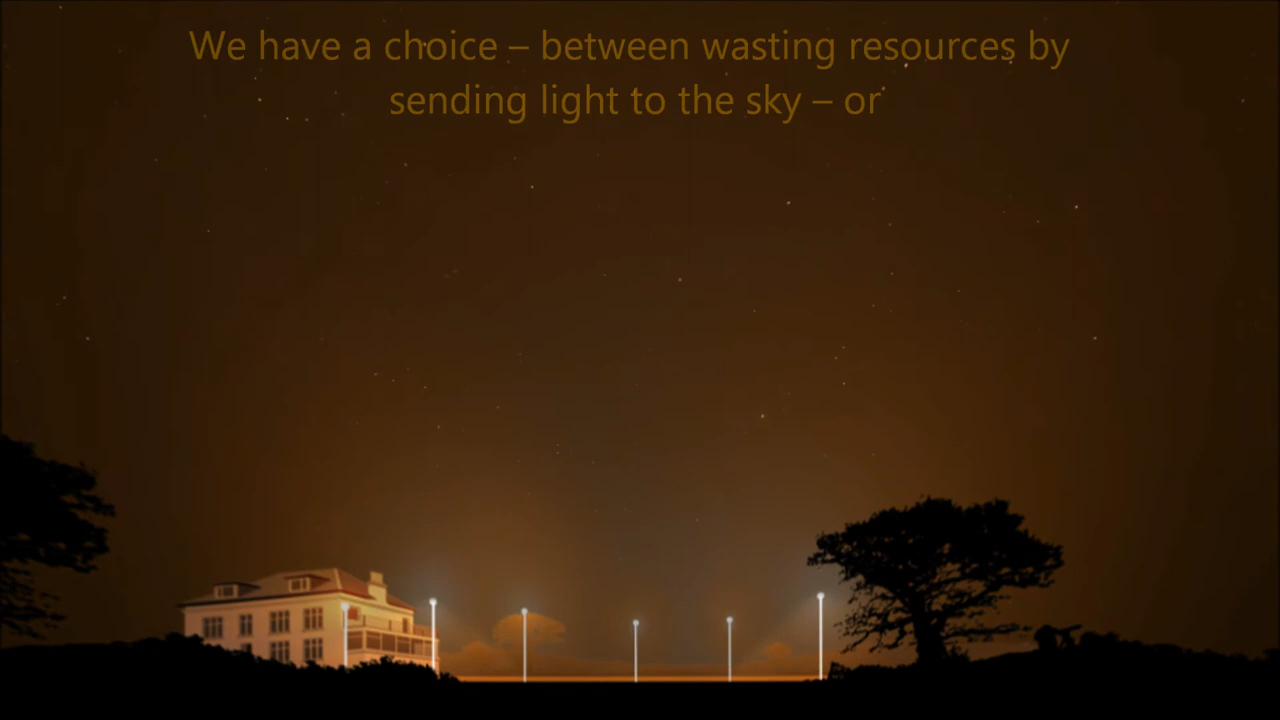 We have a choice – between wasting resources by
sending light to the sky – or